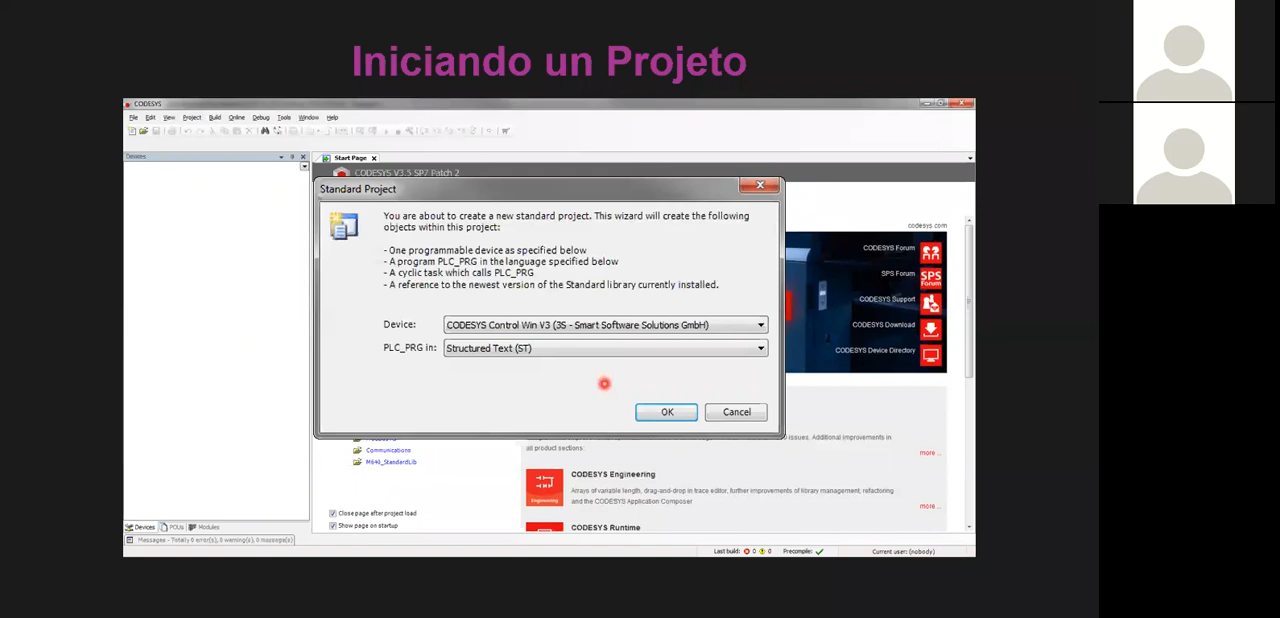 Iniciando un Projeto
CODESYS
File Edit View Project Build Online Debug Tools Window Help
Devices
Start Page
CODESYS V3.5 SP7 Patch 2
Standard Project
You are about to create a new standard project. This wizard will create the following
objects within this project:
- One programmable device as specified below
- A program PLC_PRG in the language specified below
- A cyclic task which calls PLC_PRG
- A reference to the newest version of the Standard library currently installed.
Device: CODESYS Control Win V3 (3S - Smart Software Solutions GmbH)
PLC_PRG in: Structured Text (ST)
OK Cancel
codesys.com
CODESYS Forum
SPS Forum
SPS
Forum
CODESYS Support
CODESYS Download
CODESYS Device Directory
issues. Additional improvements in
all product sections:
more ...
Communications
M640_StandardLib
CODESYS Engineering
Arrays of variable length, drag-and-drop in trace editor, further improvements of library management, refactoring
and the CODESYS Application Composer
Engineering
more ...
CODESYS Runtime
Close page after project load
Show page on startup
Devices POUs Modules
Messages - Totally 0 error(s), 0 warning(s), 0 message(s)
Last build: 0 0 Precompile: Current user: (nobody)